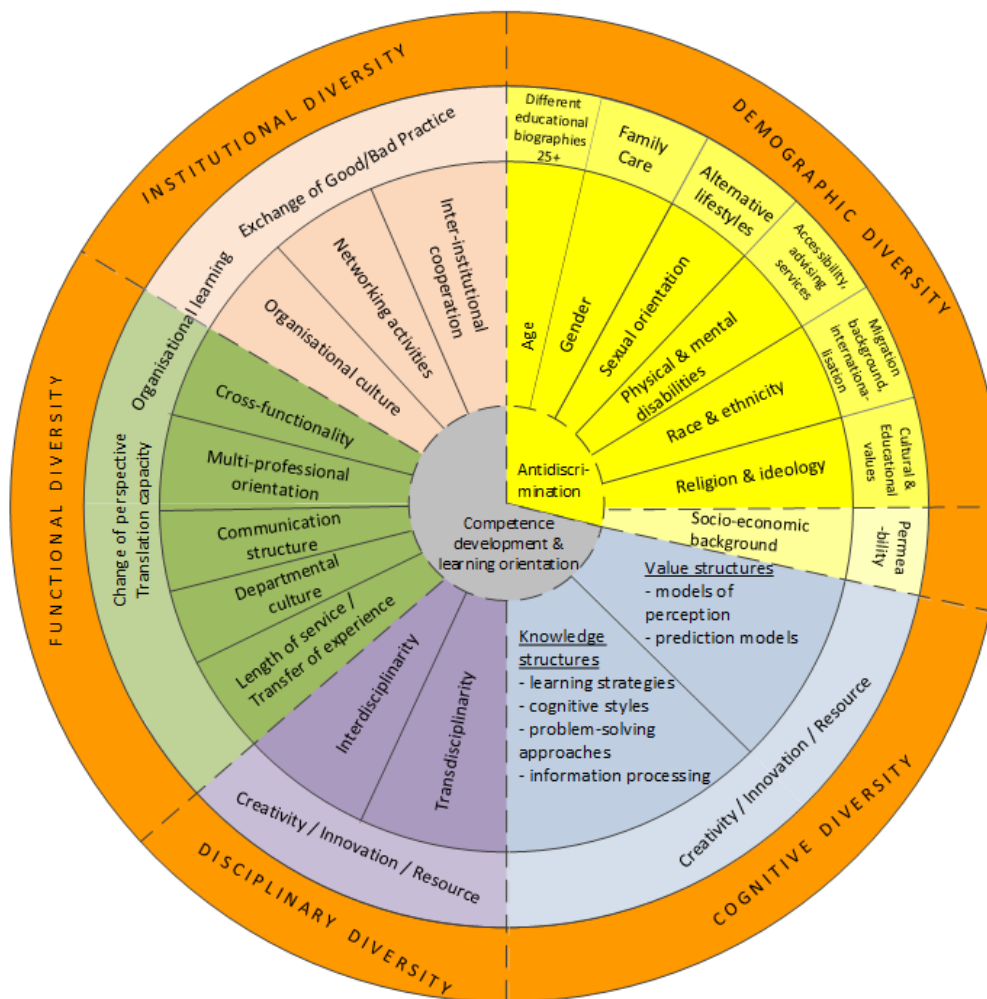 INSTITUTIONAL DIVERSITY
DEMOGRAPHIC DIVERSITY
COGNITIVE DIVERSITY
DISCIPLINARY DIVERSITY
FUNCTIONAL DIVERSITY
Exchange of Good/Bad Practice
Organisational learning
Inter-institutional
cooperation
Networking activities
Organisational culture
Different
educational
biographies
25+
Family
Care
Alternative
lifestyles
Accessibility,
advising
services
Migration
background,
internationa-
lisation
Cultural &
Educational
values
Permea
-bility
Age
Gender
Sexual orientation
Physical & mental
disabilities
Race & ethnicity
Religion & ideology
Socio-economic
background
Antidiscri-
mination
Competence
development &
learning orientation
Value structures
- models of
perception
- prediction models
Knowledge
structures
- learning strategies
- cognitive styles
- problem-solving
approaches
- information processing
Creativity / Innovation / Resource
Transdisciplinarity
Interdisciplinarity
Creativity / Innovation / Resource
Cross-functionality
Multi-professional
orientation
Communication
structure
Departmental
culture
Length of service /
Transfer of experience
Change of perspective
Translation capacity